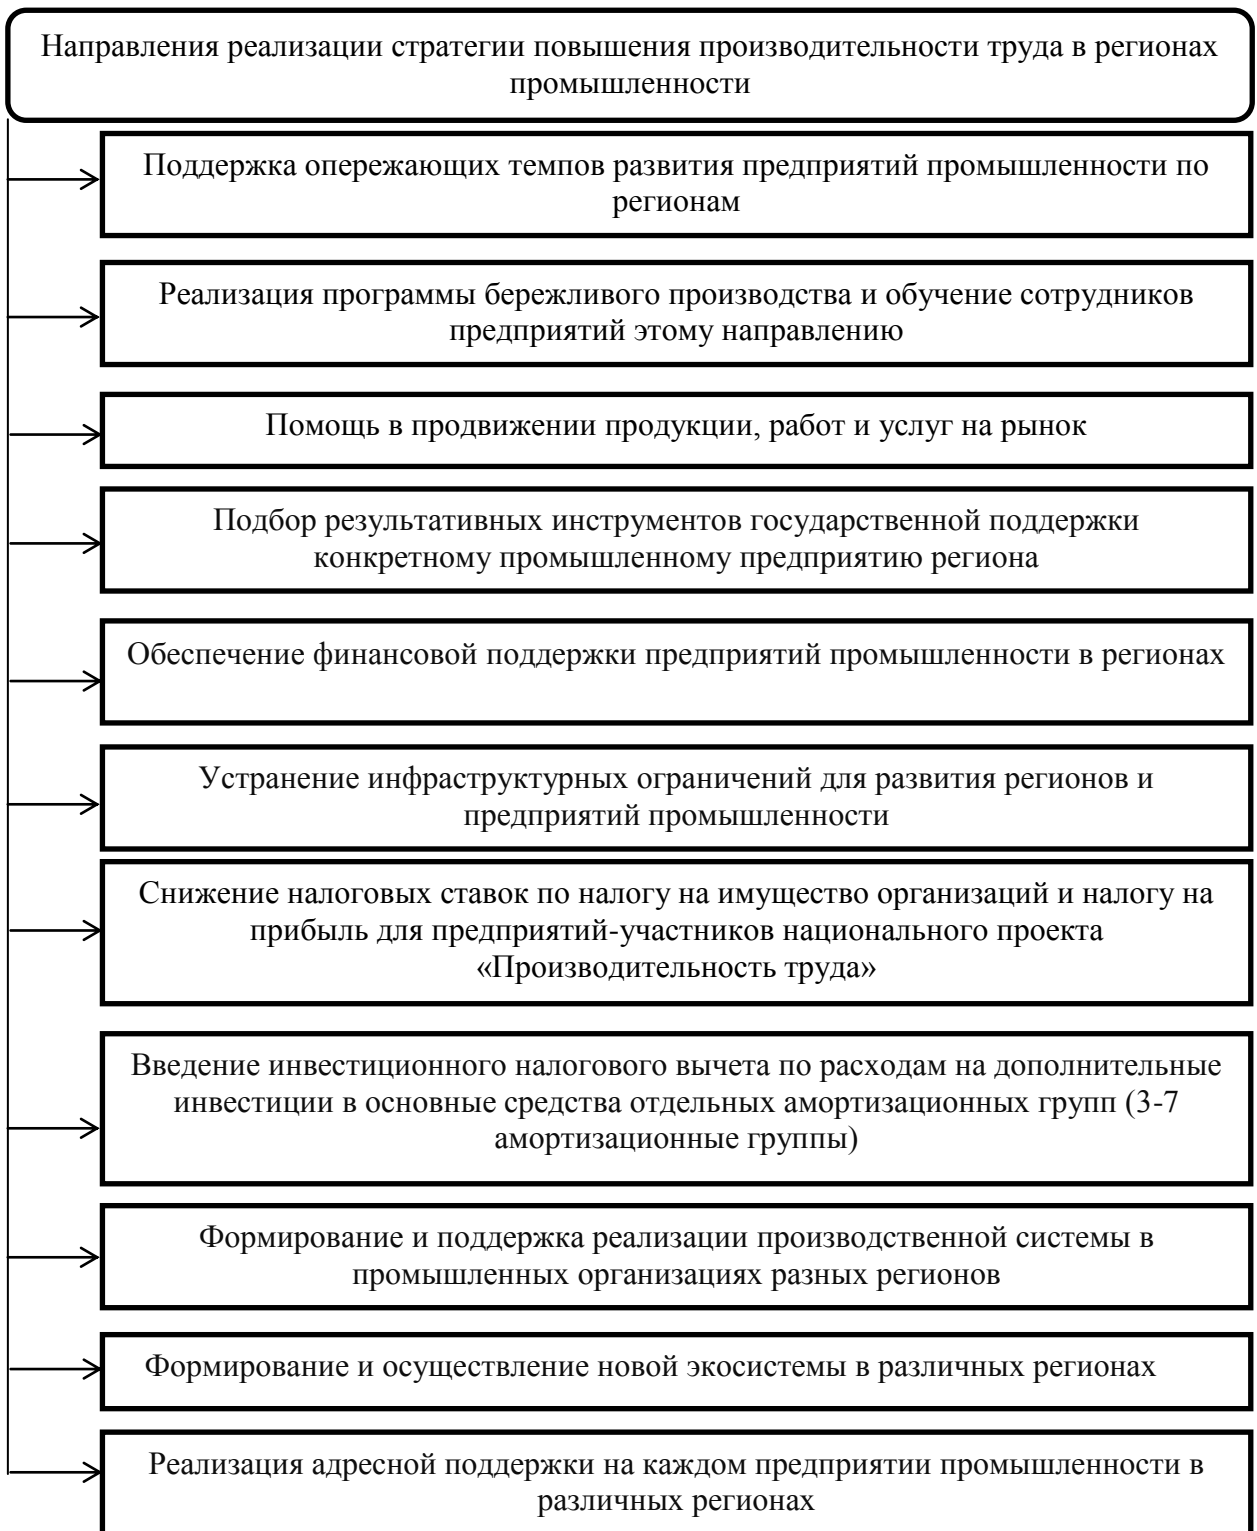 Направления реализации стратегии повышения производительности труда в регионах
промышленности
Поддержка опережающих темпов развития предприятий промышленности по
регионам
Реализация программы бережливого производства и обучение сотрудников
предприятий этому направлению
Помощь в продвижении продукции, работ и услуг на рынок
Подбор результативных инструментов государственной поддержки
конкретному промышленному предприятию региона
Обеспечение финансовой поддержки предприятий промышленности в регионах
Устранение инфраструктурных ограничений для развития регионов и
предприятий промышленности
Снижение налоговых ставок по налогу на имущество организаций и налогу на
прибыль для предприятий-участников национального проекта
«Производительность труда»
Введение инвестиционного налогового вычета по расходам на дополнительные
инвестиции в основные средства отдельных амортизационных групп (3-7
амортизационные группы)
Формирование и поддержка реализации производственной системы в
промышленных организациях разных регионов
Формирование и осуществление новой экосистемы в различных регионах
Реализация адресной поддержки на каждом предприятии промышленности в
различных регионах